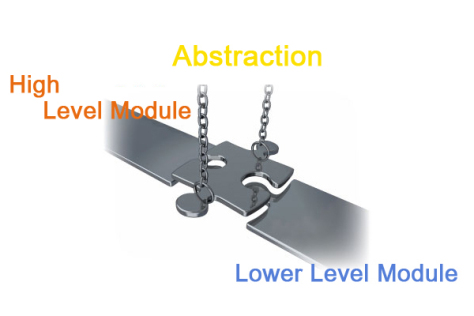 Abstraction
High
Level Module
Lower Level Module